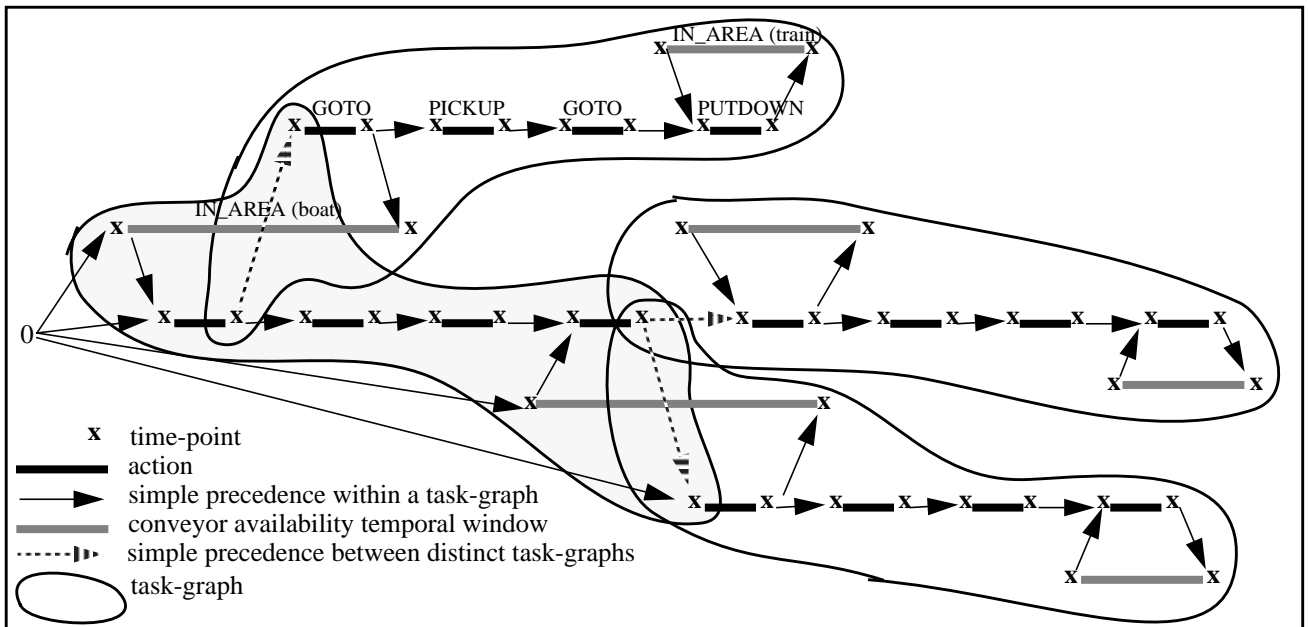 IN_AREA (train)
GOTO PICKUP GOTO PUTDOWN
x x
x x x x x x x x
IN_AREA (boat)
x x x x
x x x x x x x x x x x x x x x x
0
x x
x x
x time-point
action
x x x x x x x x
simple precedence within a task-graph
conveyor availability temporal window
simple precedence between distinct task-graphs
x x
task-graph